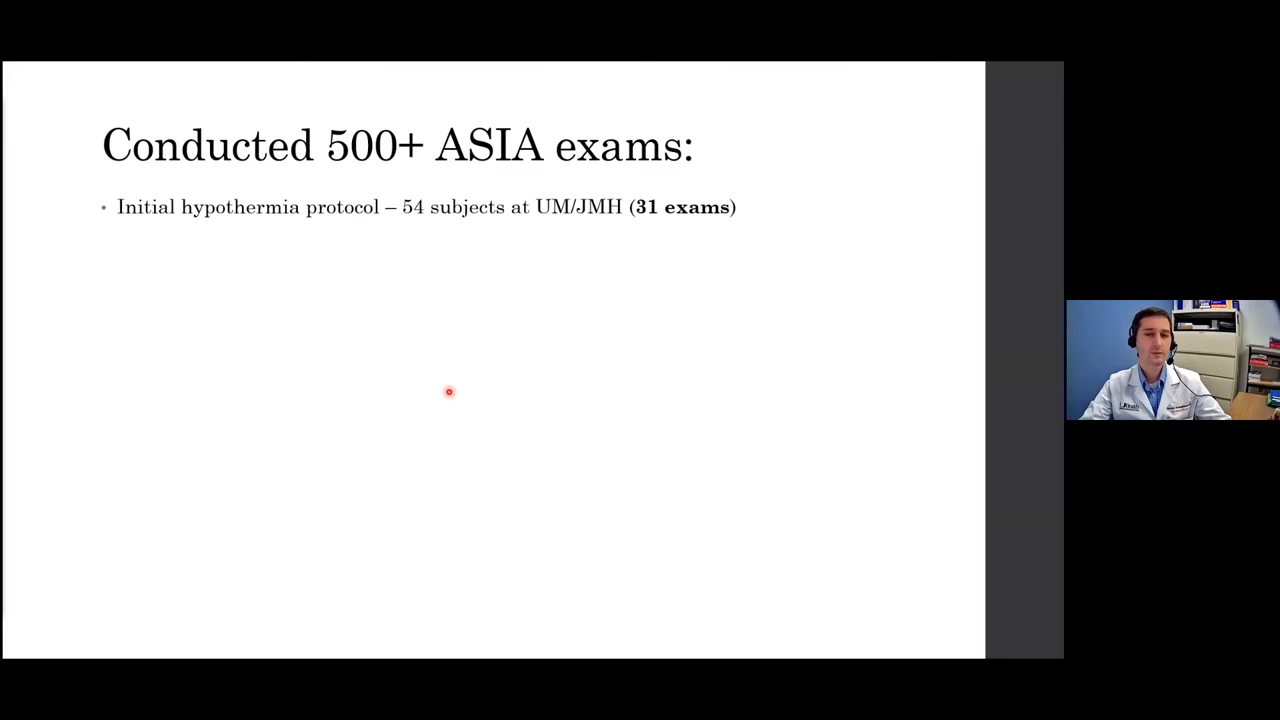 Conducted 500+ ASIA exams:
• Initial hypothermia protocol – 54 subjects at UM/JMH (31 exams)